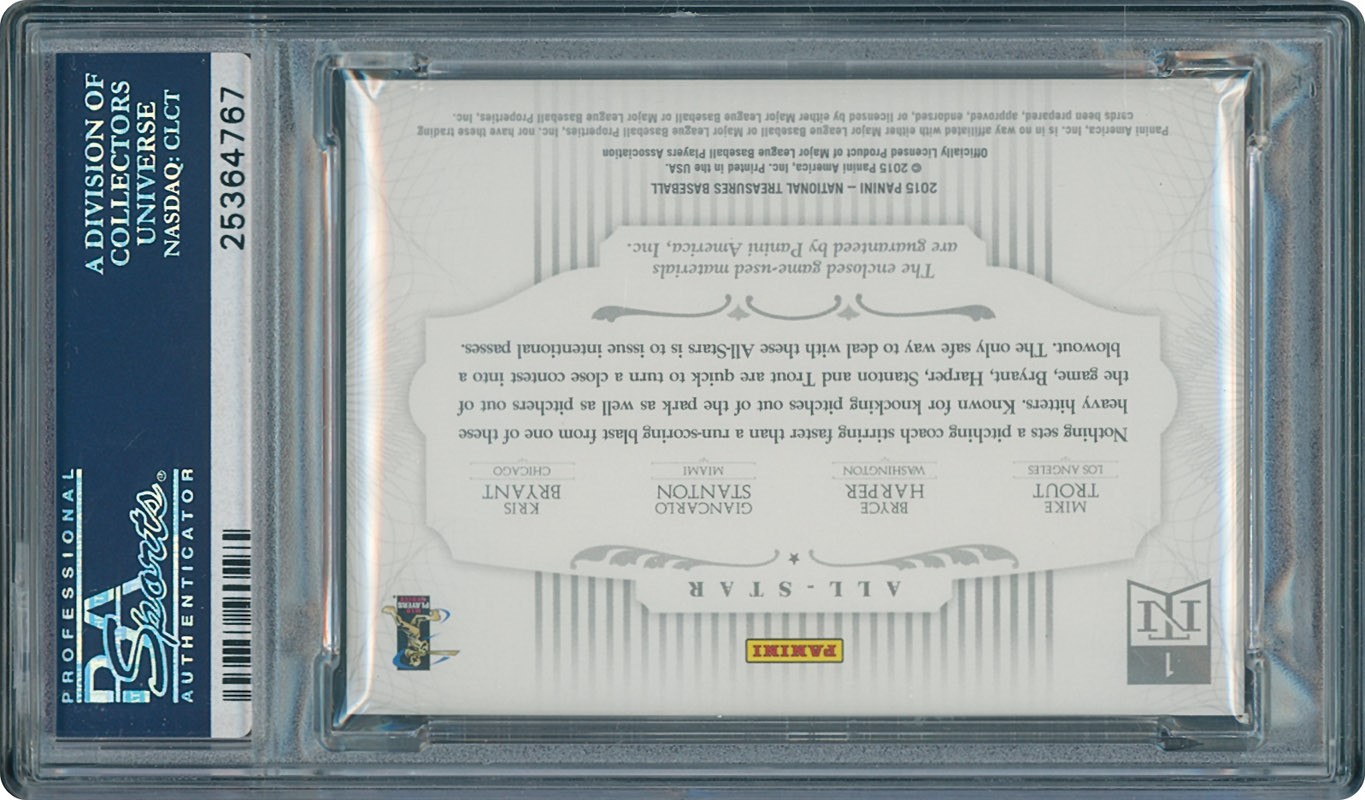 A DIVISION OF
COLLECTORS
UNIVERSE
NASDAQ: CLCT
25364767
PROFESSIONAL
PSA
Sports®
AUTHENTICATOR
1
NT
PANINI
MLB
PLAYERS
ALL-STAR
MIKE
TROUT
LOS ANGELES
BRYCE
HARPER
WASHINGTON
GIANCARLO
STANTON
MIAMI
KRIS
BRYANT
CHICAGO
Nothing sets a pitching coach stirring faster than a run-scoring blast from one of these
heavy hitters. Known for knocking pitches out of the park as well as pitchers out of
the game, Bryant, Harper, Stanton and Trout are quick to turn a close contest into a
blowout. The only safe way to deal with these All-Stars is to issue intentional passes.
The enclosed game-used materials
are guaranteed by Panini America, Inc.
2015 PANINI – NATIONAL TREASURES BASEBALL
© 2015 Panini America, Inc. Printed in the USA.
Officially Licensed Product of Major League Baseball Players Association
Panini America, Inc. is in no way affiliated with either Major League Baseball or Major League Baseball Properties, Inc. nor have these trading
cards been prepared, approved, endorsed, or licensed by either Major League Baseball or Major League Baseball Properties, Inc.